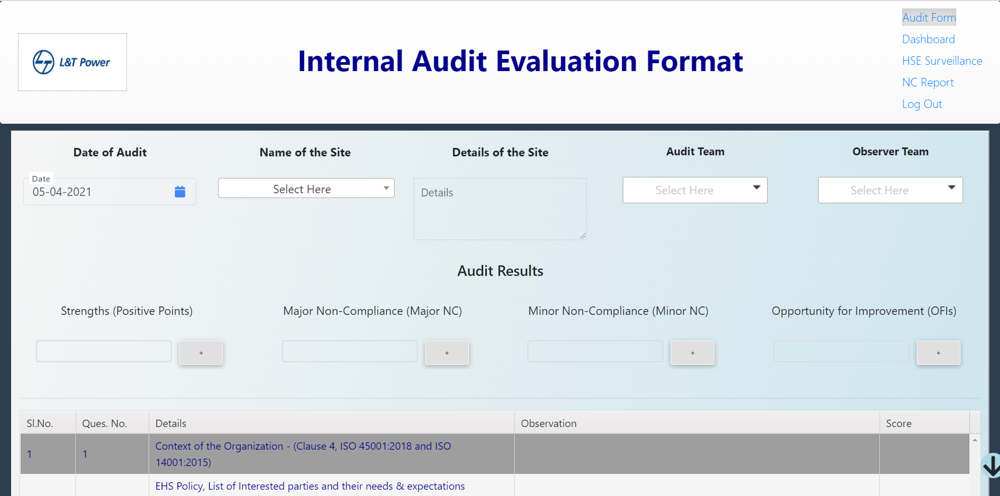 L&T Power
Internal Audit Evaluation Format
Audit Form
Dashboard
HSE Surveillance
NC Report
Log Out
Date of Audit
Name of the Site
Details of the Site
Audit Team
Observer Team
Date
05-04-2021
Select Here
Details
Select Here
Select Here
Audit Results
Strengths (Positive Points)
Major Non-Compliance (Major NC)
Minor Non-Compliance (Minor NC)
Opportunity for Improvement (OFIs)
+
+
+
+
Sl.No.
Ques. No.
Details
Observation
Score
1
1
Context of the Organization - (Clause 4, ISO 45001:2018 and ISO
14001:2015)
EHS Policy, List of Interested parties and their needs & expectations